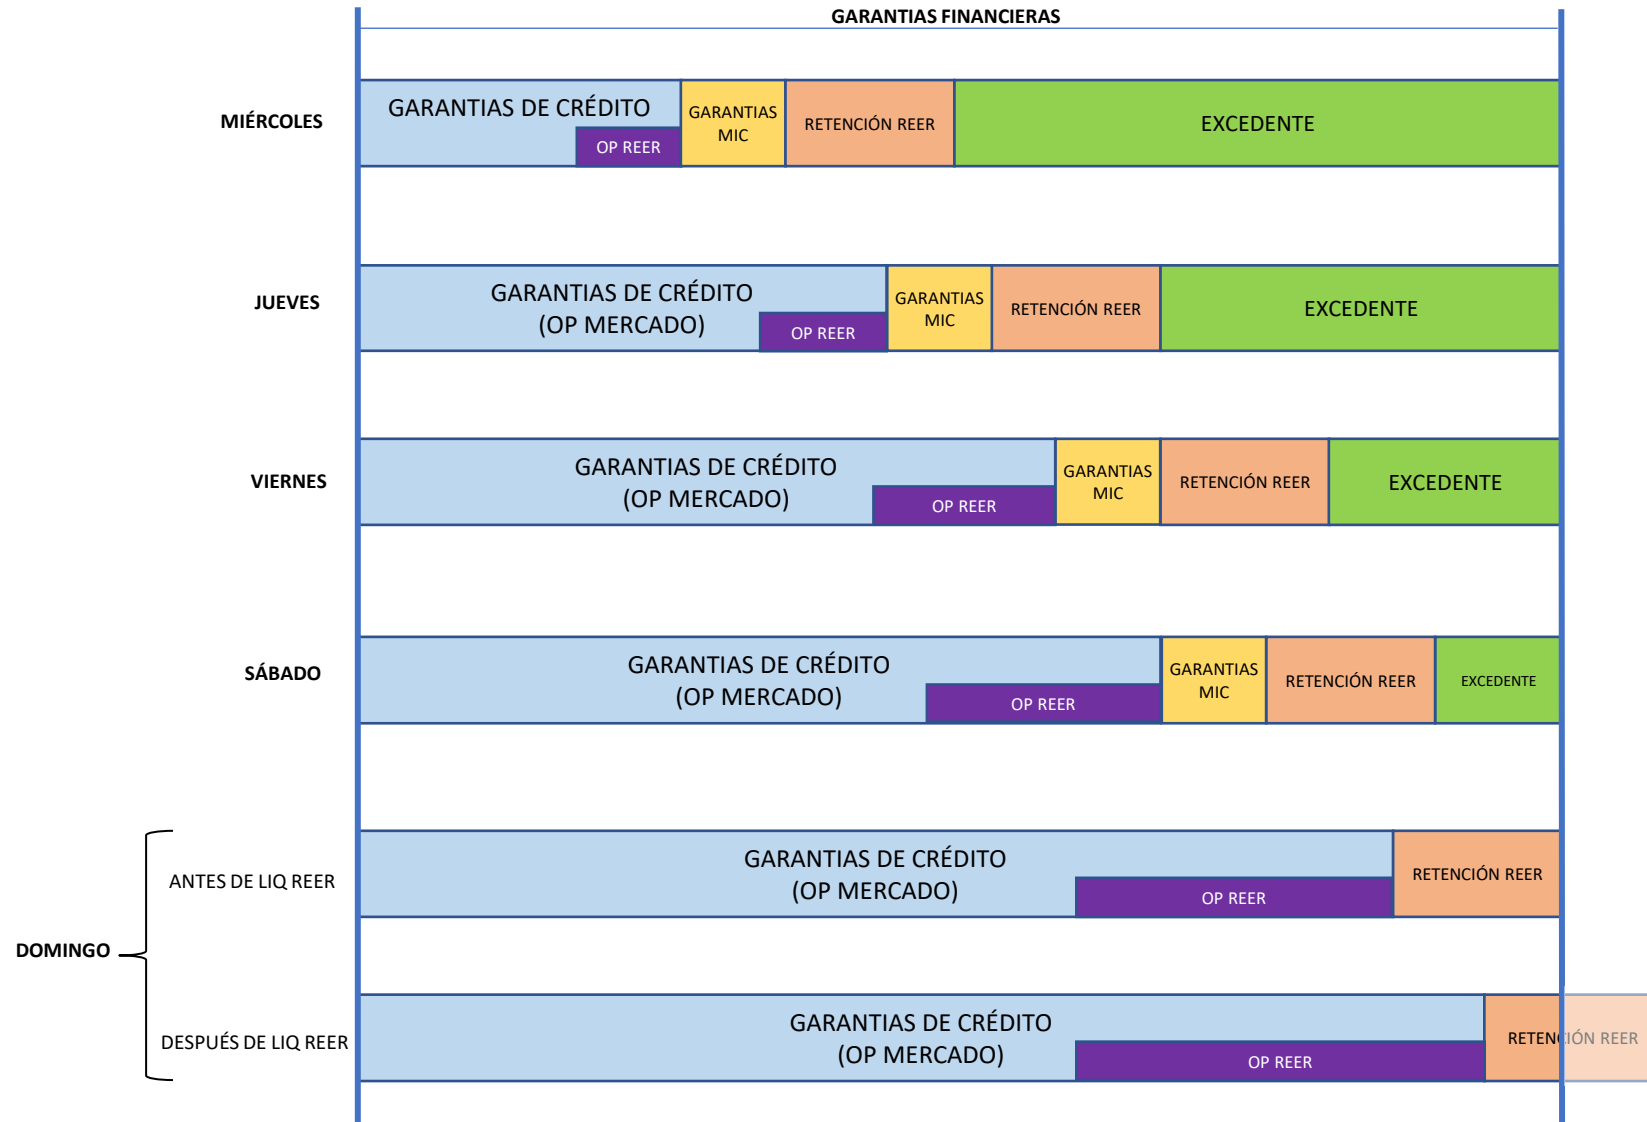 GARANTIAS FINANCIERAS
MIÉRCOLES
GARANTIAS DE CRÉDITO
OP REER
GARANTIAS
MIC
RETENCIÓN REER
EXCEDENTE
JUEVES
GARANTIAS DE CRÉDITO
(OP MERCADO)
OP REER
GARANTIAS
MIC
RETENCIÓN REER
EXCEDENTE
VIERNES
GARANTIAS DE CRÉDITO
(OP MERCADO)
OP REER
GARANTIAS
MIC
RETENCIÓN REER
EXCEDENTE
SÁBADO
GARANTIAS DE CRÉDITO
(OP MERCADO)
OP REER
GARANTIAS
MIC
RETENCIÓN REER
EXCEDENTE
DOMINGO
ANTES DE LIQ REER
GARANTIAS DE CRÉDITO
(OP MERCADO)
OP REER
RETENCIÓN REER
DESPUÉS DE LIQ REER
GARANTIAS DE CRÉDITO
(OP MERCADO)
OP REER
RETENCIÓN REER